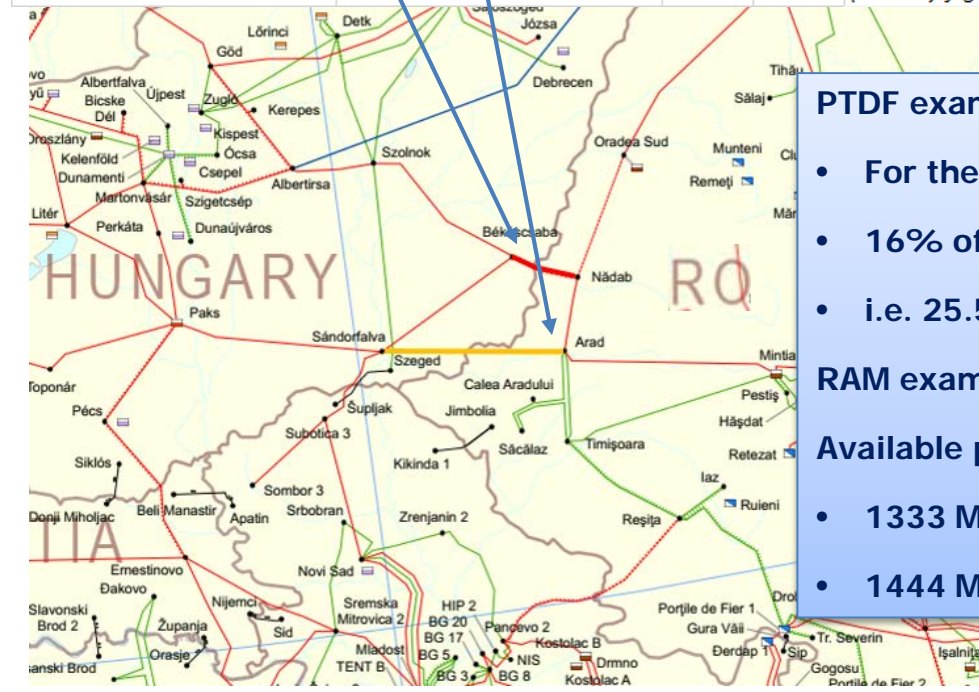 Detk
Józsa
Lőrinci
Göd
Debrecen
Tihău
Albertfalva
Újpest
Zugló
Bicske
Dél
Kerepes
Sălaj
Kispest
Oroszlány
Ócsa
Kelenföld
Csepel
Dunamenti
Szolnok
Oradea Sud
Munteni
Albertirsa
Remeţi
Martonvásár
Szigetcsép
Litér
Perkáta
Dunaújváros
Békéscsaba
HUNGARY
Nădab
RO
Paks
Sándorfalva
Arad
Szeged
Mintia
Toponár
Calea Aradului
Pestiş
Pécs
Šupljak
Jimbolia
Hăşdat
Subotica 3
Săcălaz
Timişoara
Siklós
Kikinda 1
Retezat
Sombor 3
Iaz
Donji Miholjac
Beli Manastir
Apatin
Srbobran
Zrenjanin 2
Reşiţa
Ruieni
TIA
Ernestinovo
Novi Sad
Đakovo
Slavonski
Brod 2
Nijemci
Sremska
Mitrovica 2
HIP 2
BG 20
Porţile de Fier 1
Županja
Sid
BG 17
Pancevo 2
Gura Văii
Orasje
Mladost
BG 5
Kostolac B
Đerdap 1
Sip
Tr. Severin
TENT B
NIS
Drmno
BG 3
BG 8
Kostolac A
Gogosu
Portile de Fier 2
PTDF exam
• For the
• 16% of
• i.e. 25.5
RAM exam
Available p
• 1333 M
• 1444 M